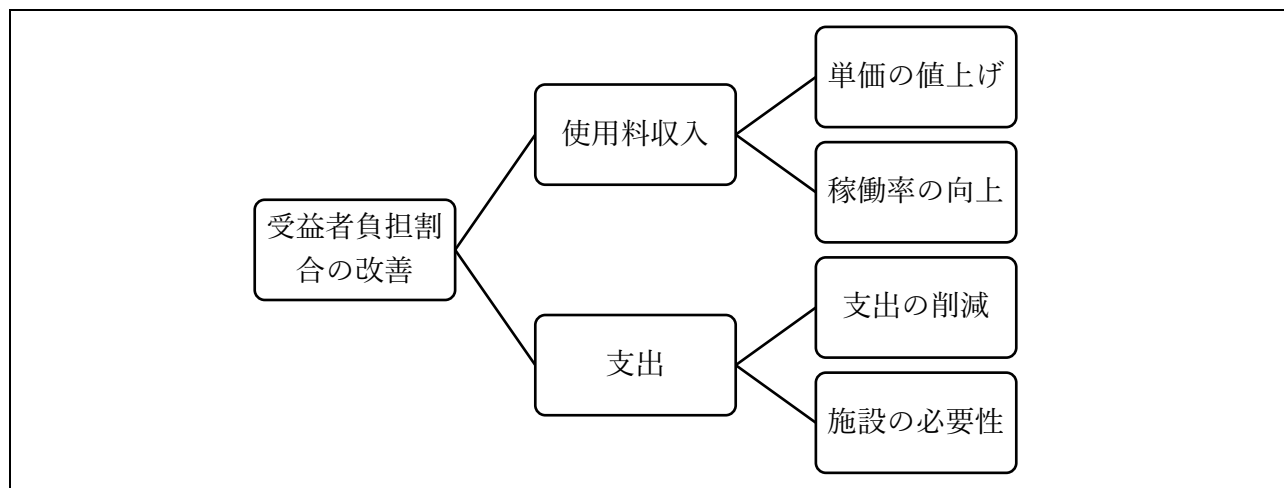 受益者負担割
合の改善
使用料収入
単価の値上げ
稼働率の向上
支出
支出の削減
施設の必要性